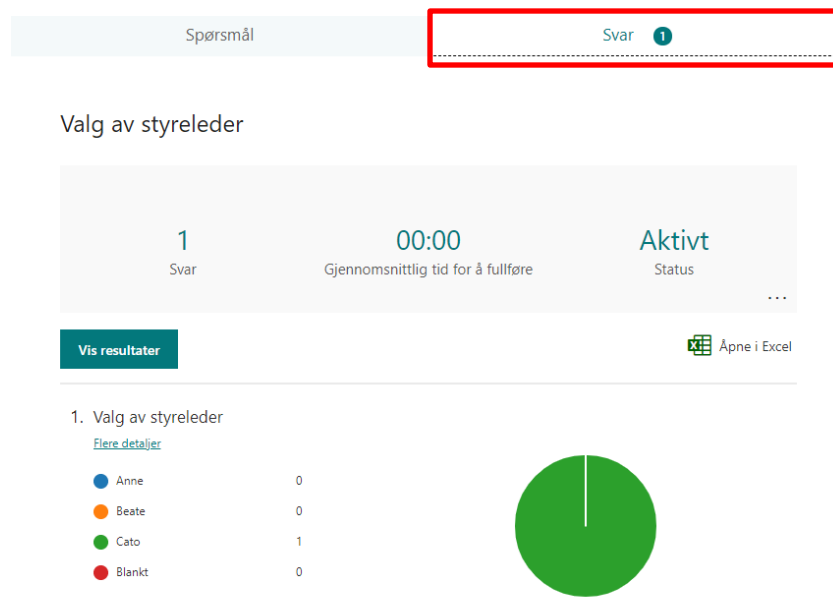 Spørsmål
Svar 1
Valg av styreleder
1 00:00 Aktivt
Svar Gjennomsnittlig tid for å fullføre Status
...
Vis resultater
Åpne i Excel
1. Valg av styreleder
Flere detaljer
Anne 0
Beate 0
Cato 1
Blankt 0